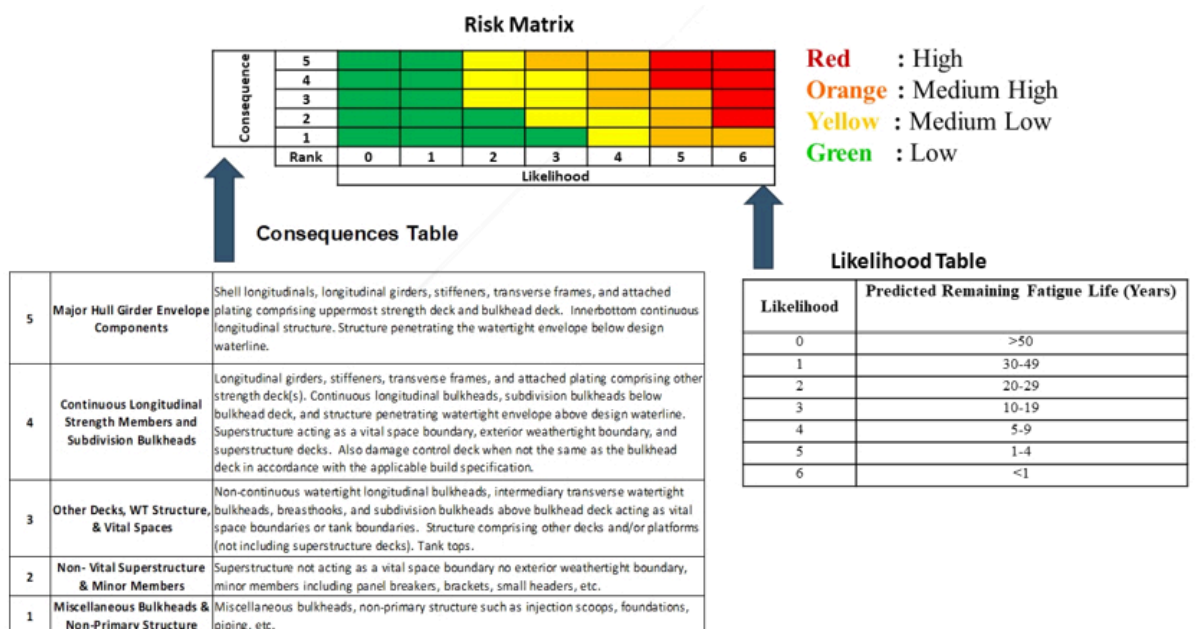 Risk Matrix
Consequence
5
4
3
2
1
Rank 0 1 2 3 4 5 6
Likelihood
Red : High
Orange : Medium High
Yellow : Medium Low
Green : Low
Consequences Table
5
Major Hull Girder Envelope
Components
Shell longitudinals, longitudinal girders, stiffeners, transverse frames, and attached
plating comprising uppermost strength deck and bulkhead deck. Innerbottom continuous
longitudinal structure. Structure penetrating the watertight envelope below design
waterline.
4
Continuous Longitudinal
Strength Members and
Subdivision Bulkheads
Longitudinal girders, stiffeners, transverse frames, and attached plating comprising other
strength deck(s). Continuous longitudinal bulkheads, subdivision bulkheads below
bulkhead deck, and structure penetrating watertight envelope above design waterline.
Superstructure acting as a vital space boundary, exterior weathertight boundary, and
superstructure decks. Also damage control deck when not the same as the bulkhead
deck in accordance with the applicable build specification.
3
Other Decks, WT Structure,
& Vital Spaces
Non-continuous watertight longitudinal bulkheads, intermediary transverse watertight
bulkheads, breasthooks, and subdivision bulkheads above bulkhead deck acting as vital
space boundaries or tank boundaries. Structure comprising other decks and/or platforms
(not including superstructure decks). Tank tops.
2
Non- Vital Superstructure
& Minor Members
Superstructure not acting as a vital space boundary no exterior weathertight boundary,
minor members including panel breakers, brackets, small headers, etc.
1
Miscellaneous Bulkheads &
Non-Primary Structure
Miscellaneous bulkheads, non-primary structure such as injection scoops, foundations,
piping, etc.
Likelihood Table
Likelihood
Predicted Remaining Fatigue Life (Years)
0 >50
1 30-49
2 20-29
3 10-19
4 5-9
5 1-4
6 <1